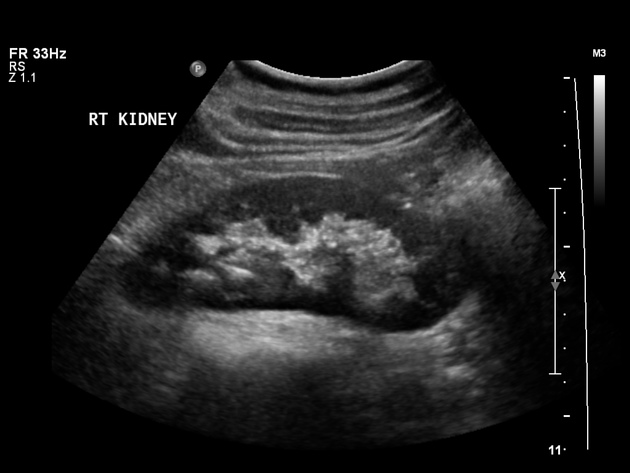 FR 33Hz
RS
Z 1.1
P
M3
RT KIDNEY
X
11